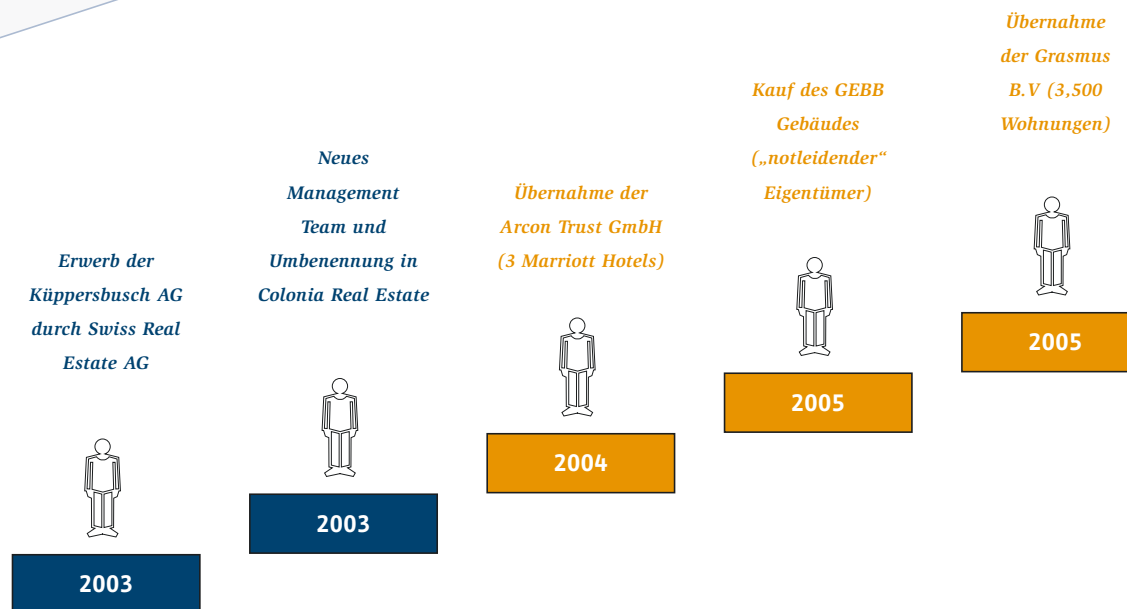 Erwerb der
Küppersbusch AG
durch Swiss Real
Estate AG
2003
Neues
Management
Team und
Umbenennung in
Colonia Real Estate
2003
Übernahme der
Arcon Trust GmbH
(3 Marriott Hotels)
2004
Kauf des GEBB
Gebäudes
(„notleidender“
Eigentümer)
2005
Übernahme
der Grasmus
B.V (3,500
Wohnungen)
2005